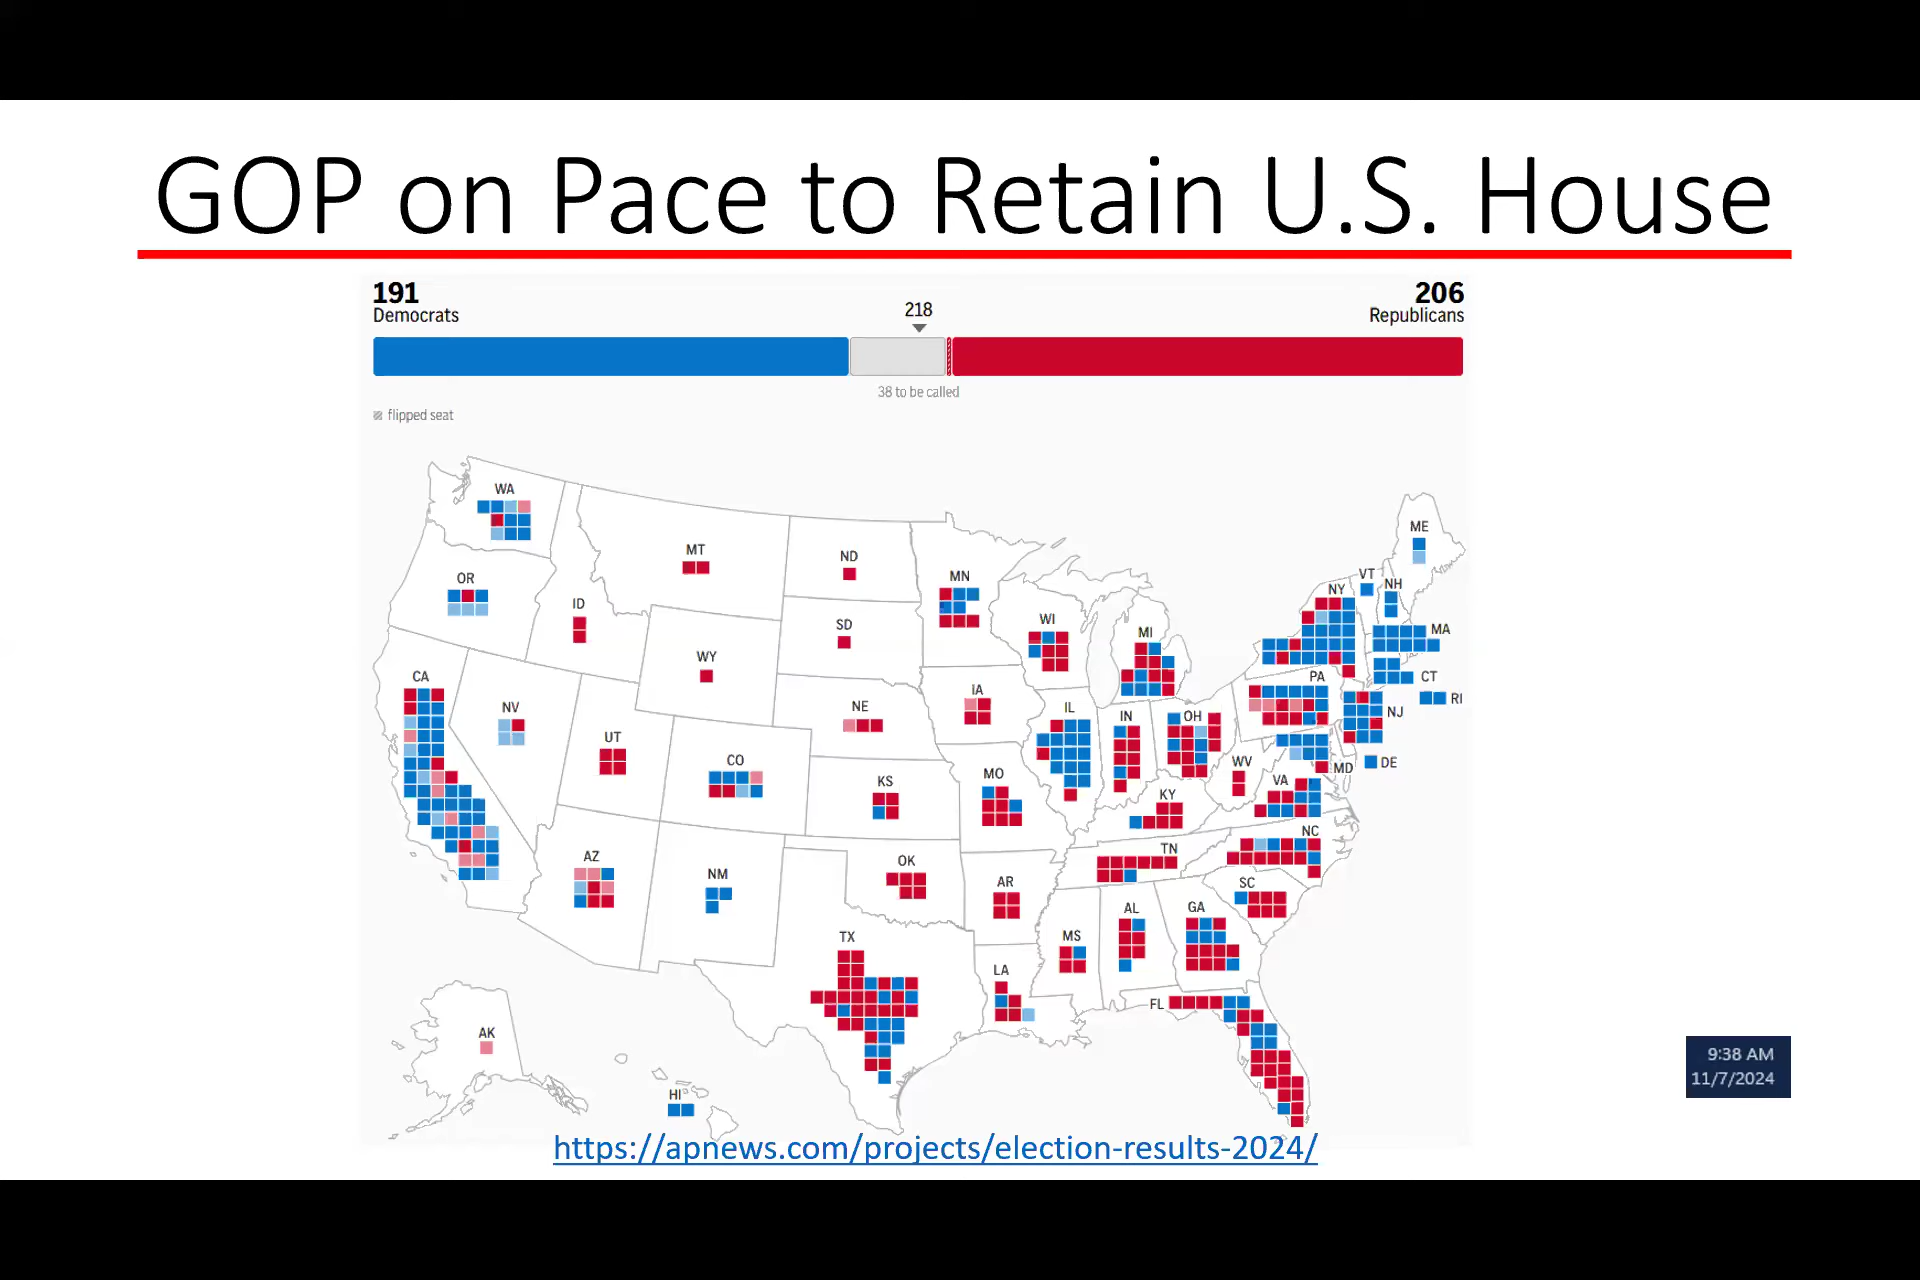 GOP on Pace to Retain U.S. House
191
Democrats
218
206
Republicans
38 to be called
flipped seat
WA
MT
ND
MN
ME
VT
NH
NY
OR
ID
SD
WI
MI
MA
WY
CT
RI
CA
NV
UT
NE
IA
IL
IN
OH
PA
NJ
CO
KS
MO
WV
VA
MD
DE
KY
NC
AZ
NM
OK
AR
TN
SC
TX
LA
MS
AL
GA
FL
AK
HI
9:38 AM
11/7/2024
https://apnews.com/projects/election-results-2024/